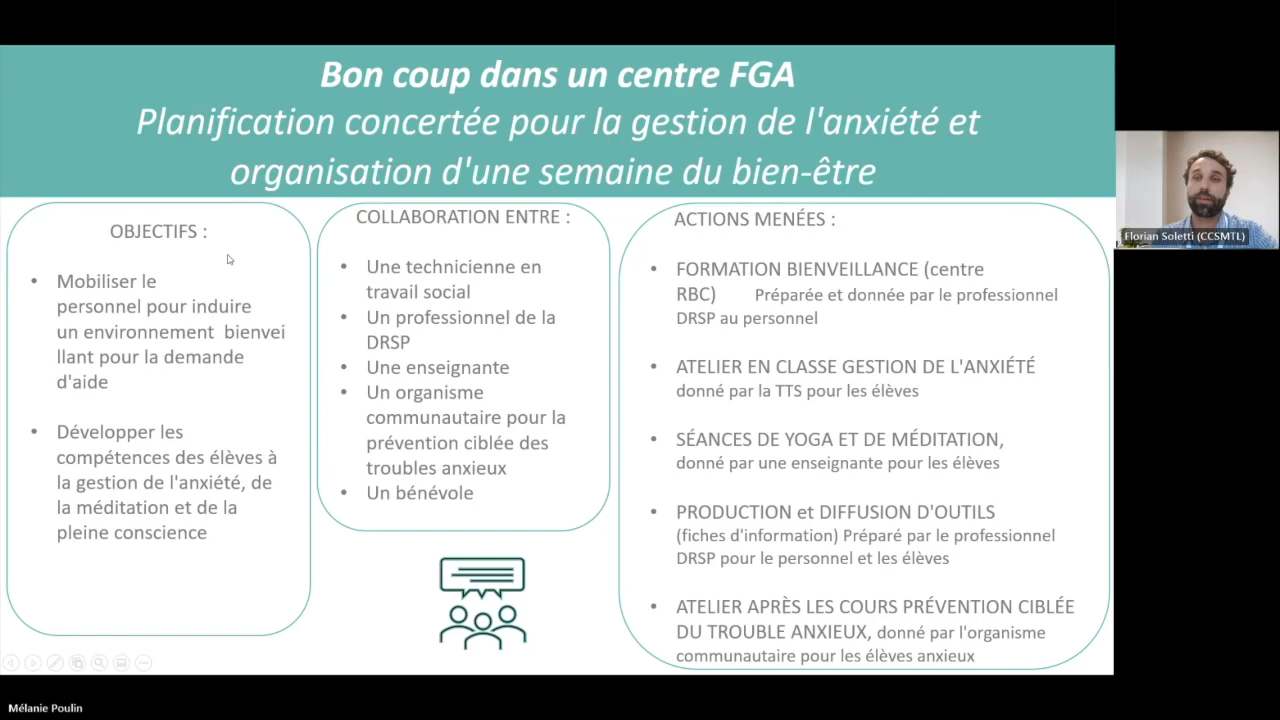 Bon coup dans un centre FGA
Planification concertée pour la gestion de l'anxiété et
organisation d'une semaine du bien-être
OBJECTIFS :
• Mobiliser le
personnel pour induire
un environnement bienvei
llant pour la demande
d'aide
• Développer les
compétences des élèves à
la gestion de l'anxiété, de
la méditation et de la
pleine conscience
COLLABORATION ENTRE :
• Une technicienne en
travail social
• Un professionnel de la
DRSP
• Une enseignante
• Un organisme
communautaire pour la
prévention ciblée des
troubles anxieux
• Un bénévole
ACTIONS MENÉES :
• FORMATION BIENVEILLANCE (centre
RBC) Préparée et donnée par le professionnel
DRSP au personnel
• ATELIER EN CLASSE GESTION DE L'ANXIÉTÉ
donné par la TTS pour les élèves
• SÉANCES DE YOGA ET DE MÉDITATION,
donné par une enseignante pour les élèves
• PRODUCTION et DIFFUSION D'OUTILS
(fiches d'information) Préparé par le professionnel
DRSP pour le personnel et les élèves
• ATELIER APRÈS LES COURS PRÉVENTION CIBLÉE
DU TROUBLE ANXIEUX, donné par l'organisme
communautaire pour les élèves anxieux
Florian Soletti (CCSMTL)
Mélanie Poulin